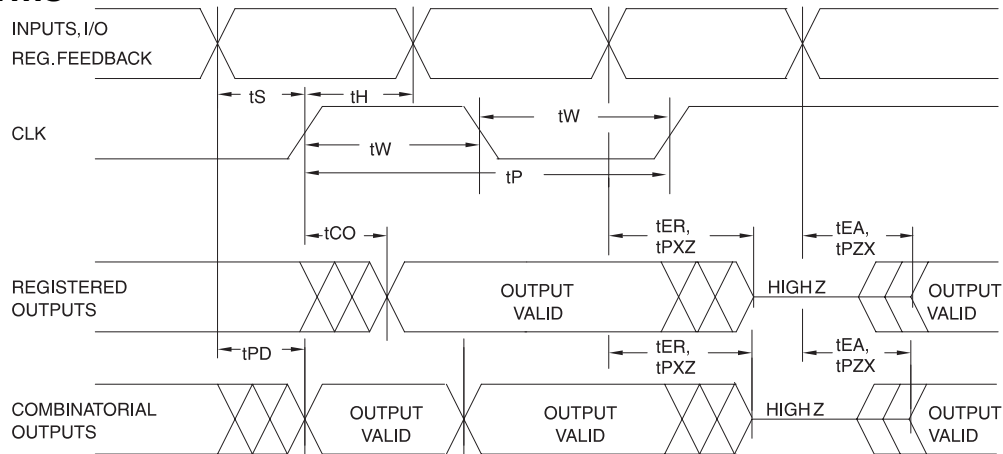 INPUTS, I/O
REG. FEEDBACK
tS
tH
CLK
tW
tW
tP
tCO
tER,
tPXZ
tEA,
tPZX
REGISTERED
OUTPUTS
OUTPUT
VALID
HIGH Z
OUTPUT
VALID
tPD
tER,
tPXZ
tEA,
tPZX
COMBINATORIAL
OUTPUTS
OUTPUT
VALID
OUTPUT
VALID
HIGH Z
OUTPUT
VALID